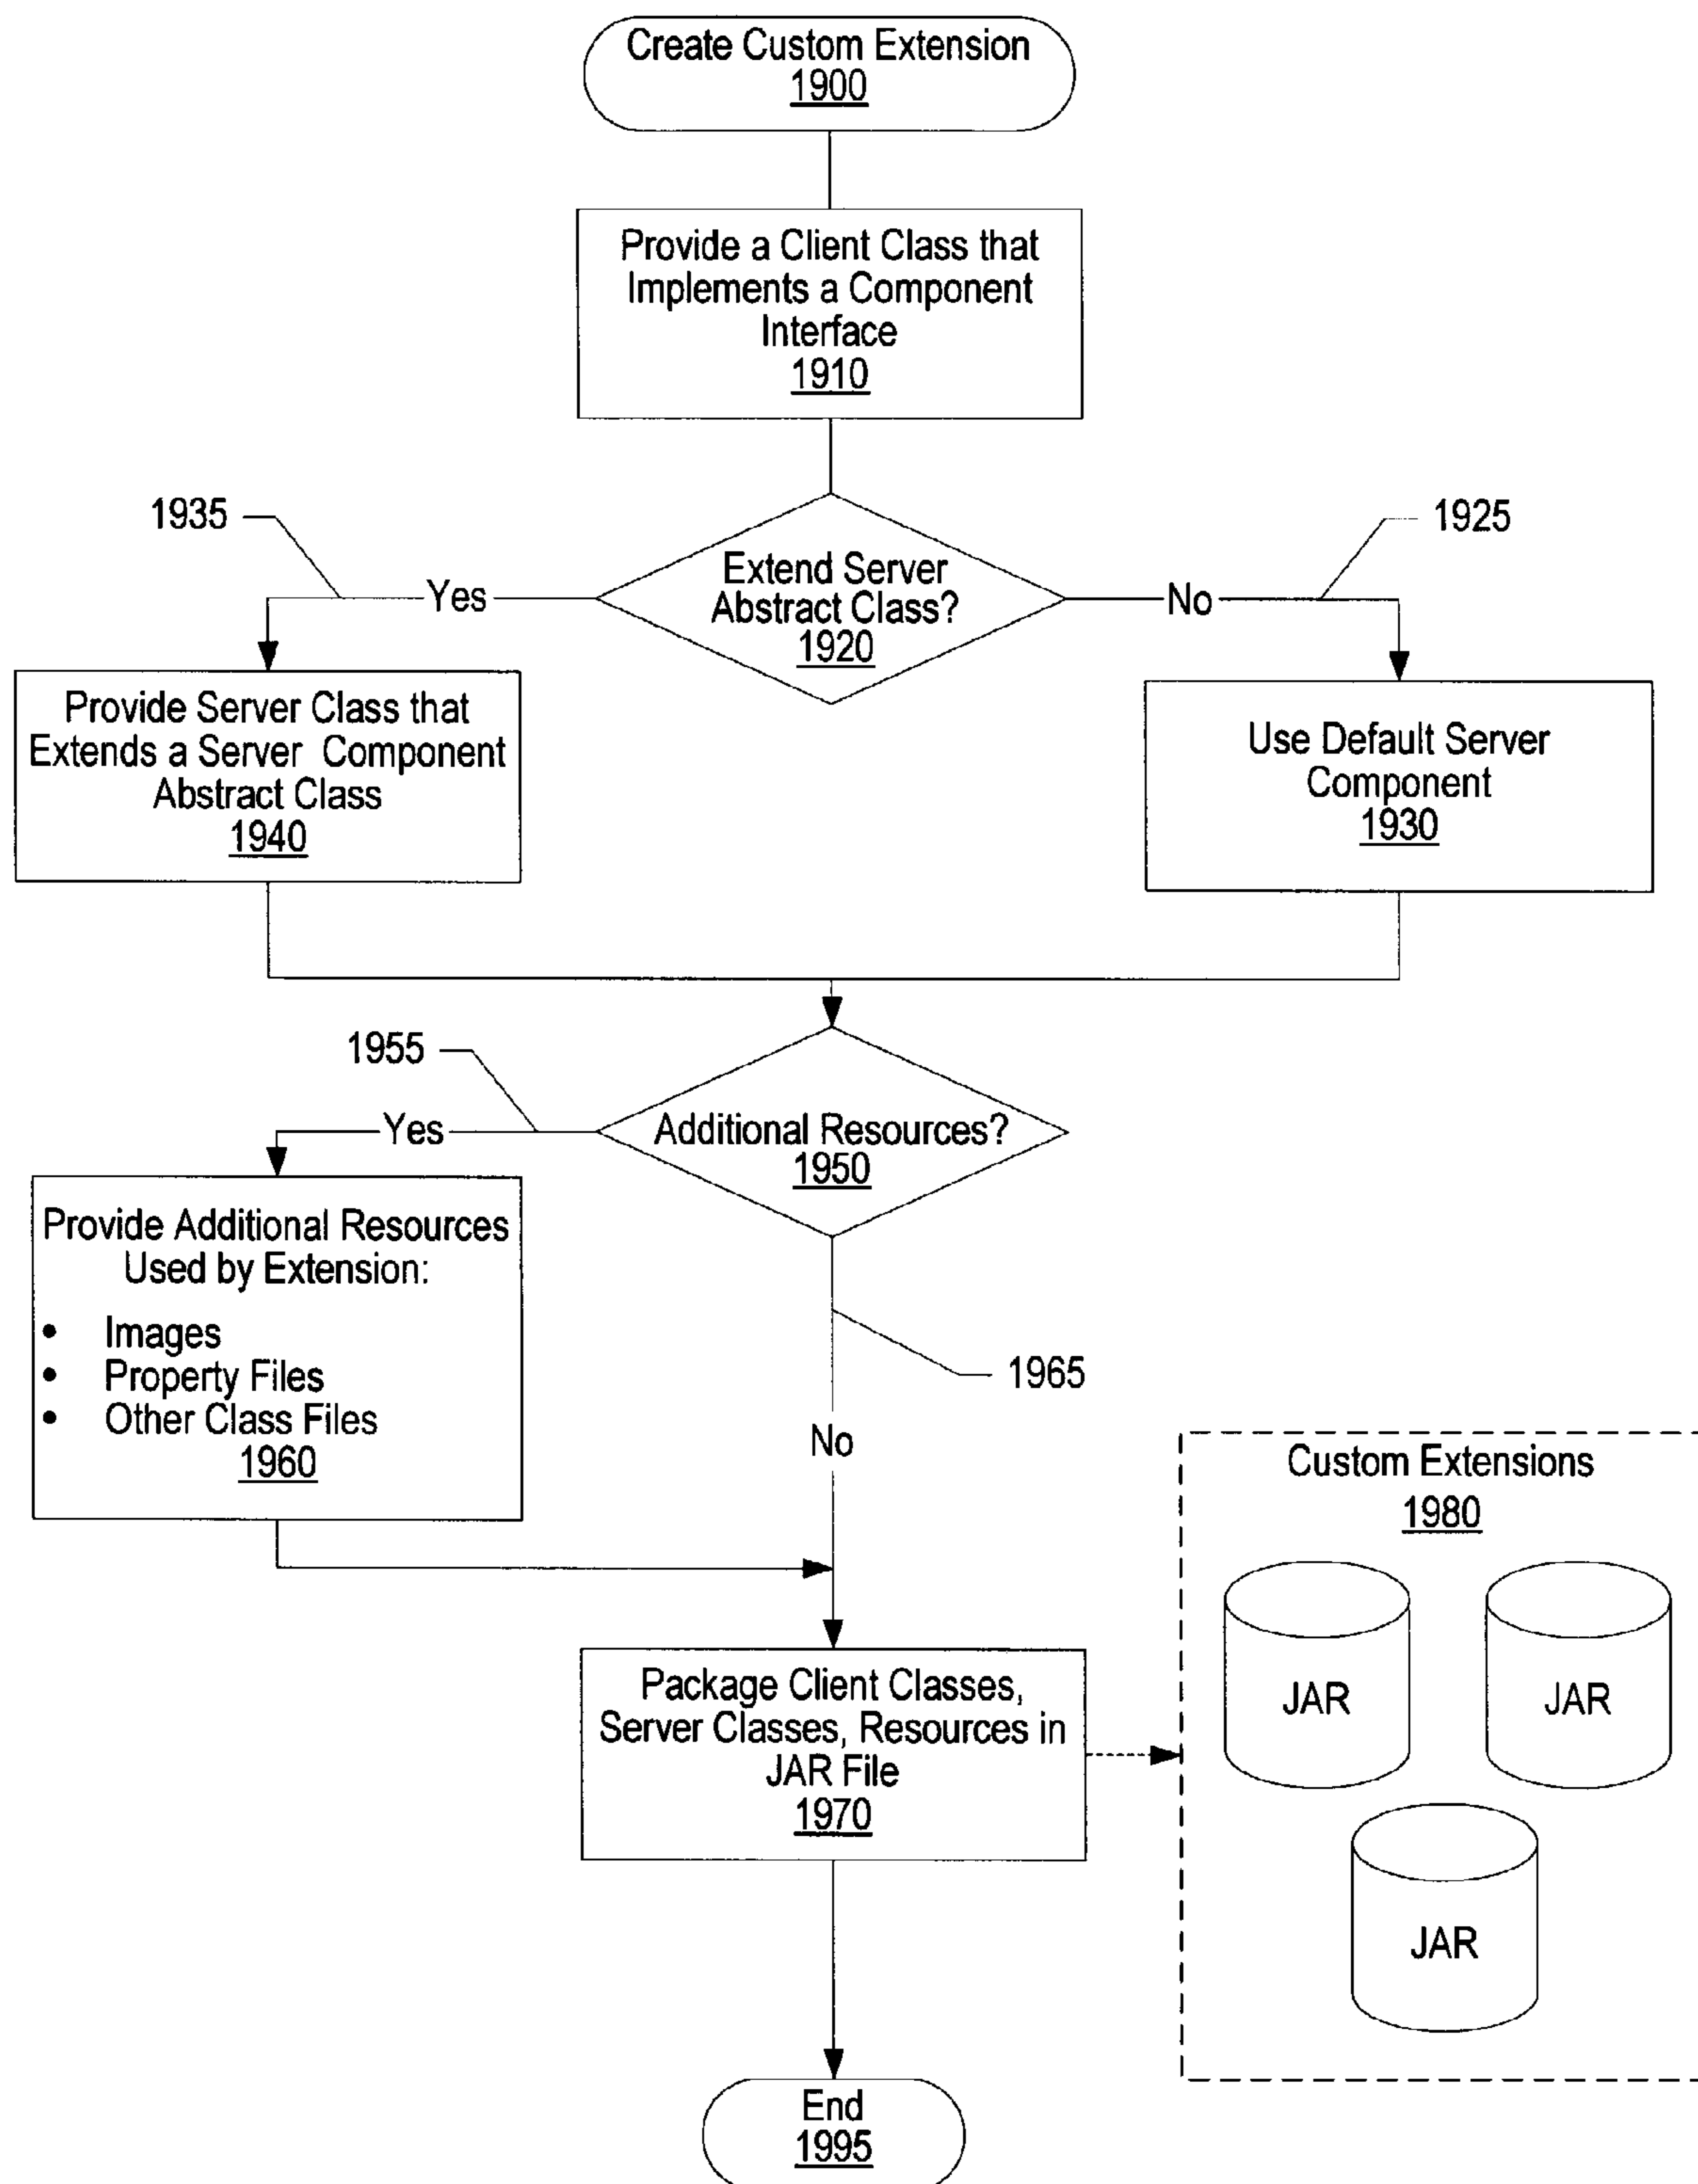 Create Custom Extension
1900
Provide a Client Class that
Implements a Component
Interface
1910
1935
1925
Extend Server
Abstract Class?
1920
Yes
No
Provide Server Class that
Extends a Server Component
Abstract Class
1940
Use Default Server
Component
1930
1955
Yes
Additional Resources?
1950
Provide Additional Resources
Used by Extension:
• Images
• Property Files
• Other Class Files
1960
1965
No
Custom Extensions
1980
JAR
JAR
JAR
Package Client Classes,
Server Classes, Resources in
JAR File
1970
End
1995